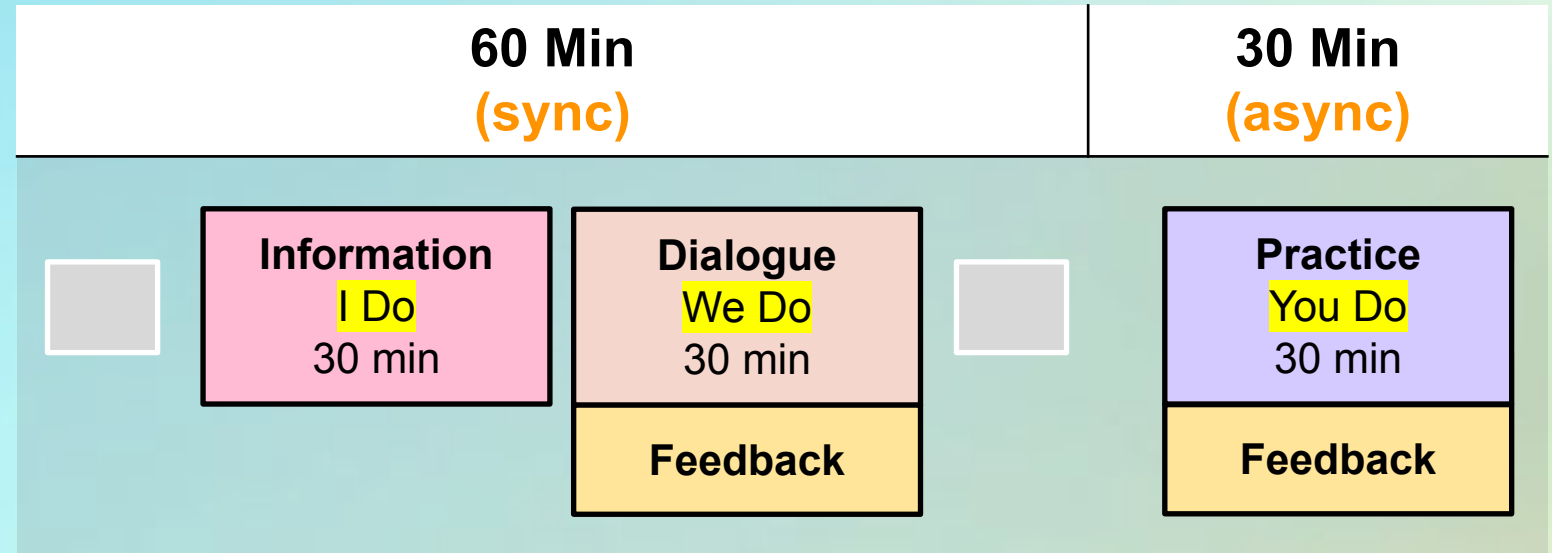 60 Min
(sync)
30 Min
(async)
Information
I Do
30 min
Dialogue
We Do
30 min
Feedback
Practice
You Do
30 min
Feedback